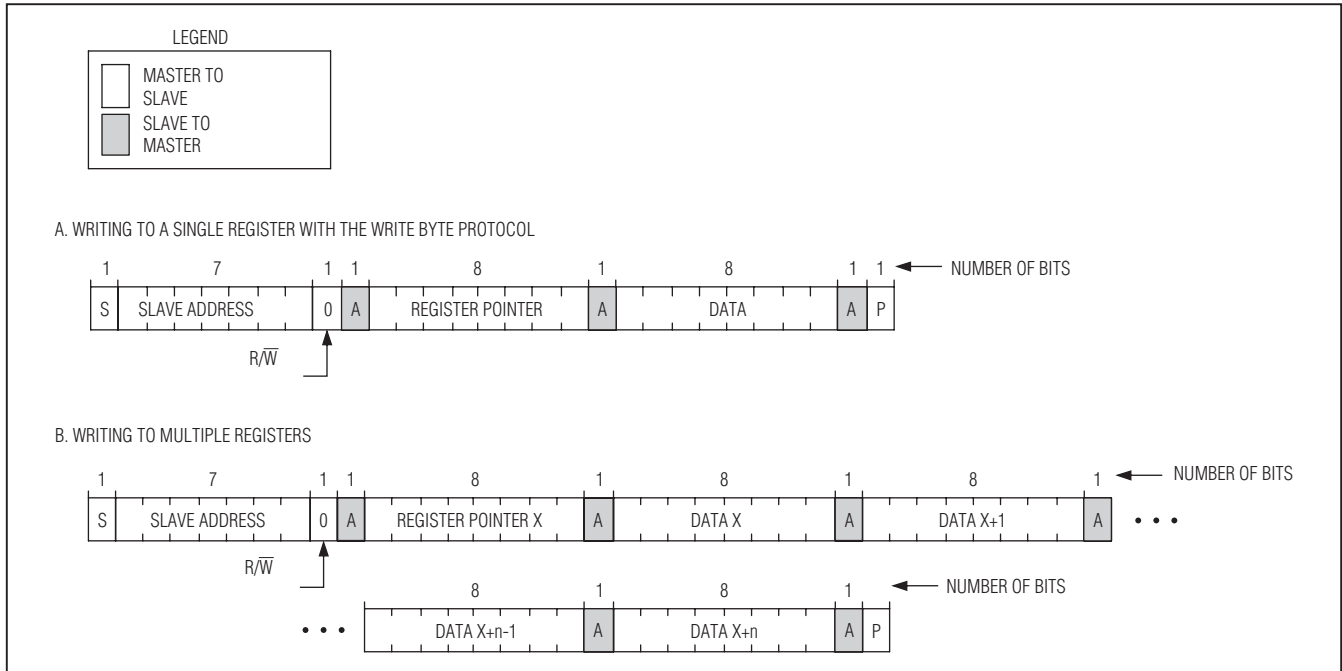 LEGEND
MASTER TO
SLAVE
SLAVE TO
MASTER
A. WRITING TO A SINGLE REGISTER WITH THE WRITE BYTE PROTOCOL
1 7 1 1 8 1 8 1 1 NUMBER OF BITS
S SLAVE ADDRESS 0 A REGISTER POINTER A DATA A P
R/W̅
B. WRITING TO MULTIPLE REGISTERS
1 7 1 1 8 1 8 1 8 1 NUMBER OF BITS
S SLAVE ADDRESS 0 A REGISTER POINTER X A DATA X A DATA X+1 A • • •
R/W̅
8 1 8 1 NUMBER OF BITS
• • • DATA X+n-1 A DATA X+n A P